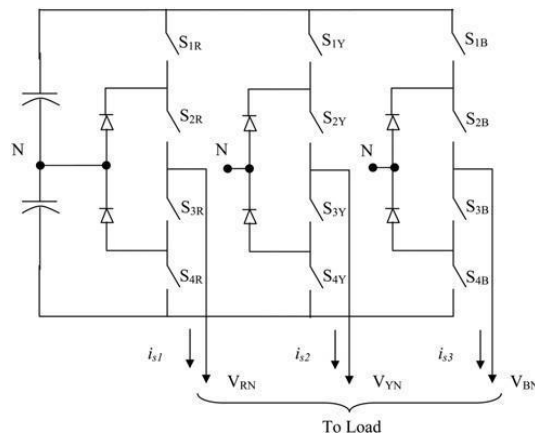 S1R S1Y S1B
S2R S2Y S2B
N N N
S3R S3Y S3B
S4R S4Y S4B
is1 is2 is3
VRN VYN VBN
To Load